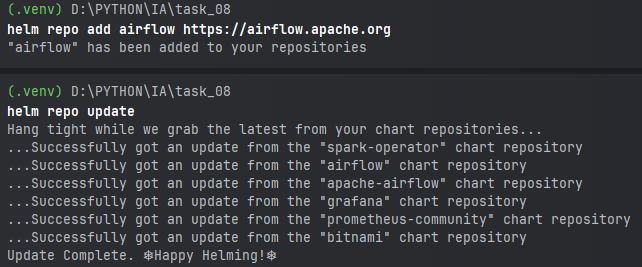 (.venv) D:\PYTHON\IA\task_08
helm repo add airflow https://airflow.apache.org
"airflow" has been added to your repositories
(.venv) D:\PYTHON\IA\task_08
helm repo update
Hang tight while we grab the latest from your chart repositories...
...Successfully got an update from the "spark-operator" chart repository
...Successfully got an update from the "airflow" chart repository
...Successfully got an update from the "apache-airflow" chart repository
...Successfully got an update from the "grafana" chart repository
...Successfully got an update from the "prometheus-community" chart repository
...Successfully got an update from the "bitnami" chart repository
Update Complete. ⎈Happy Helming!⎈